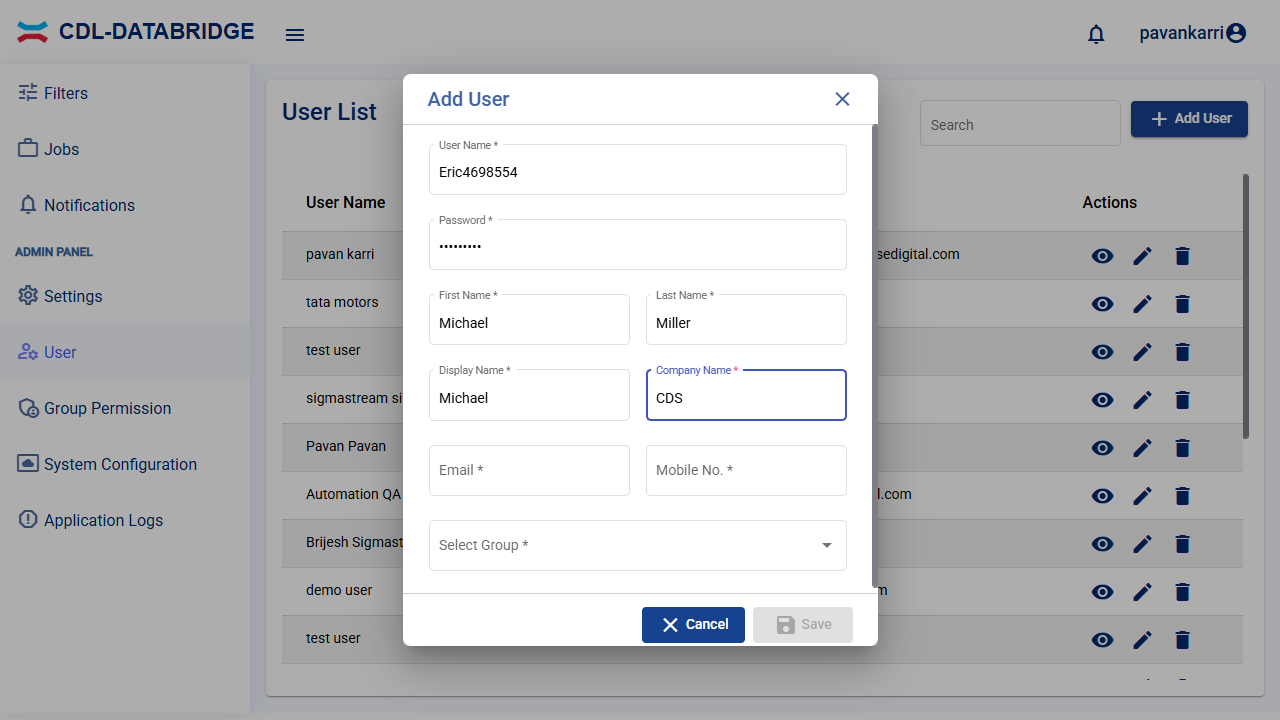 CDL-DATABRIDGE
pavankarri
Filters
Jobs
Notifications
ADMIN PANEL
Settings
User
Group Permission
System Configuration
Application Logs
User List
Search
Add User
User Name
Actions
pavan karri
sedigital.com
tata motors
test user
sigmastream si
Pavan Pavan
Automation QA
l.com
Brijesh Sigmast
demo user
m
test user
Add User
User Name *
Eric4698554
Password *
•••••••••
First Name *
Michael
Last Name *
Miller
Display Name *
Michael
Company Name *
CDS
Email *
Mobile No. *
Select Group *
Cancel
Save